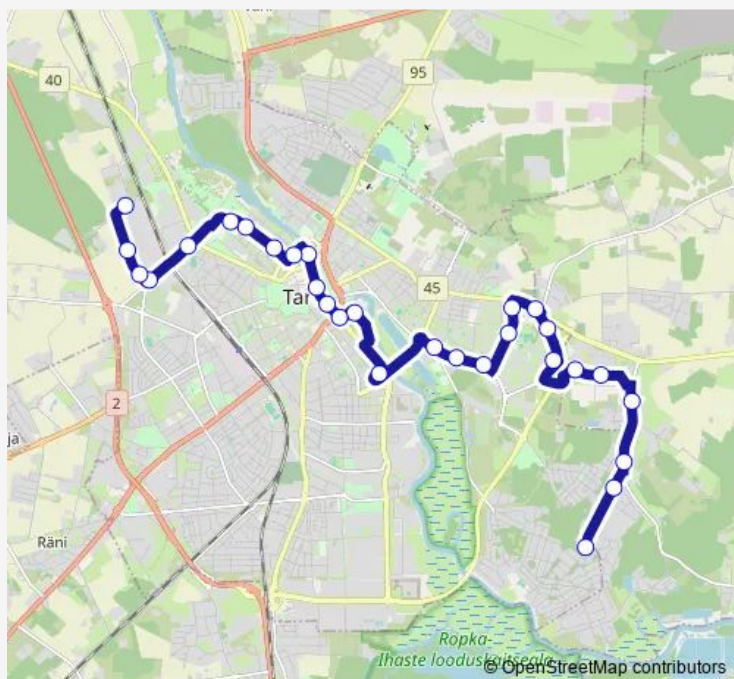 40
95
45
Tar
2
ja
Räni
Ropka-
Ihaste looduskaitseala
© OpenStreetMap contributors